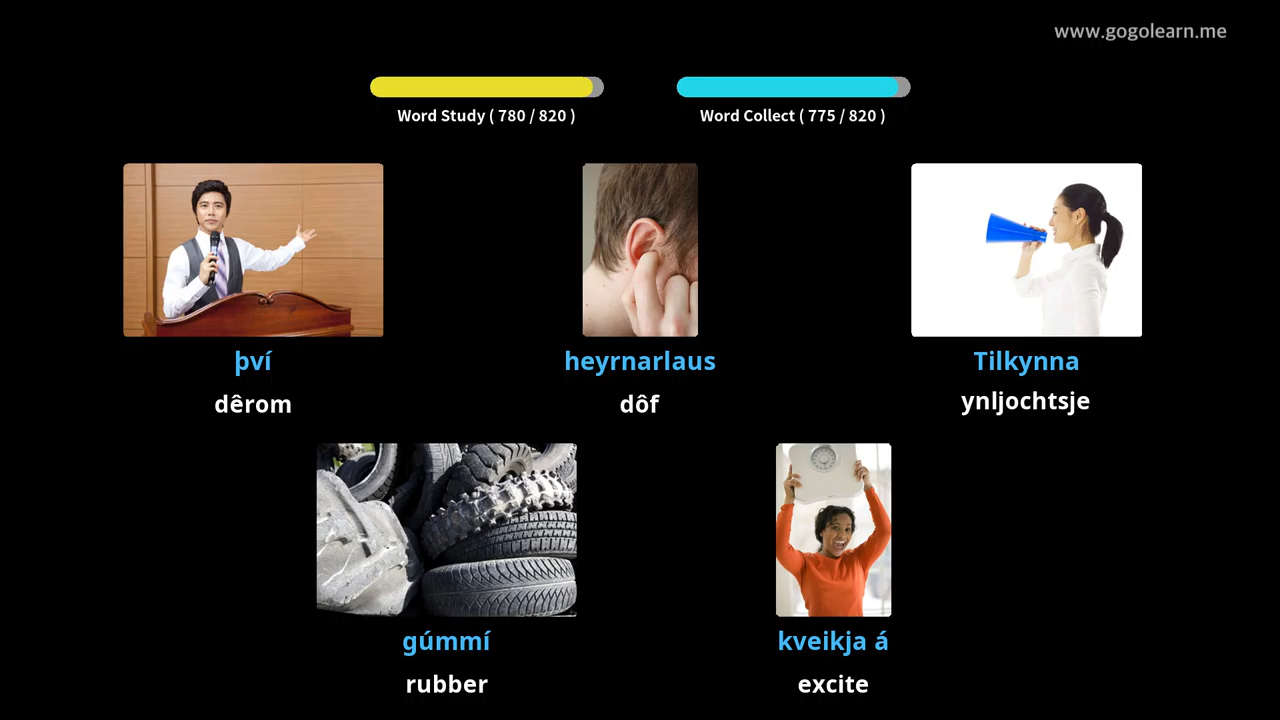 www.gogolearn.me
Word Study ( 780 / 820 )
Word Collect ( 775 / 820 )
því
heyrnarlaus
Tilkynna
dêrom
dôf
ynljochtsje
gúmmí
kveikja á
rubber
excite